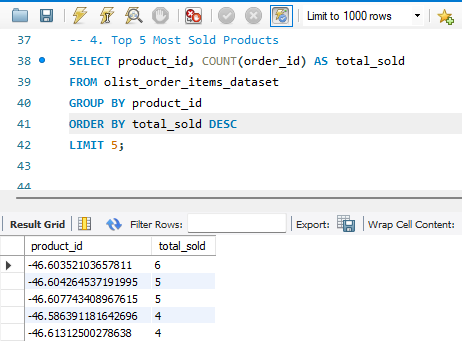 Limit to 1000 rows
37 -- 4. Top 5 Most Sold Products
38 SELECT product_id, COUNT(order_id) AS total_sold
39 FROM olist_order_items_dataset
40 GROUP BY product_id
41 ORDER BY total_sold DESC
42 LIMIT 5;
43
44
Result Grid Filter Rows: Export: Wrap Cell Content:
product_id total_sold
-46.60352103657811 6
-46.604264537191995 5
-46.607743408967615 5
-46.586391181642696 4
-46.61312500278638 4